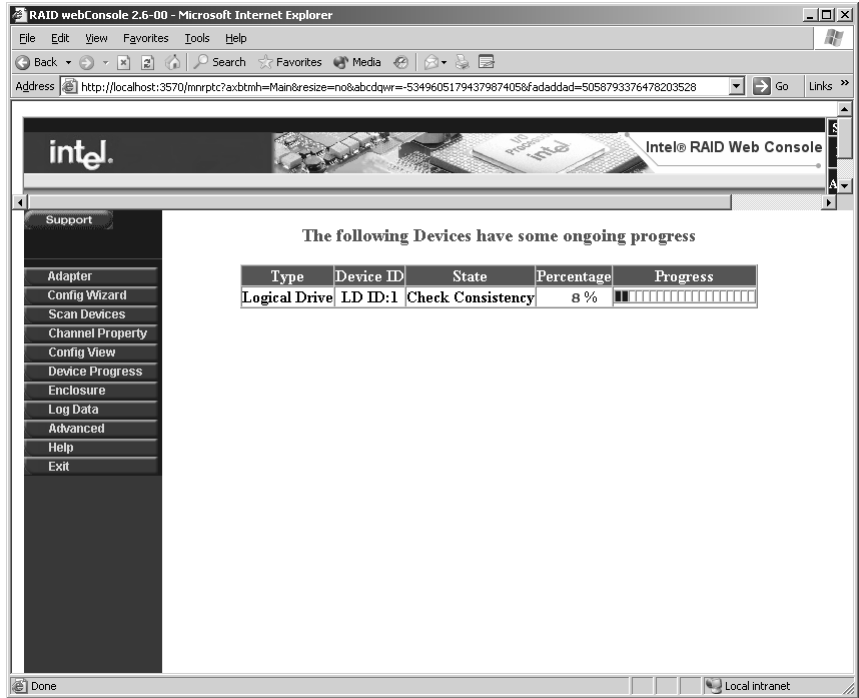 RAID webConsole 2.6-00 - Microsoft Internet Explorer
File Edit View Favorites Tools Help
Back Search Favorites Media
Address http://localhost:3570/mnrptc?axbtmh=Main&resize=no&abcdqwr=-5349605179437987405&fadaddad=5058793376478203528 Go Links »
intel.
I/O Processor intel
Intel® RAID Web Console
Support
The following Devices have some ongoing progress
Type Device ID State Percentage Progress
Logical Drive LD ID:1 Check Consistency 8 %
Adapter
Config Wizard
Scan Devices
Channel Property
Config View
Device Progress
Enclosure
Log Data
Advanced
Help
Exit
Done Local intranet